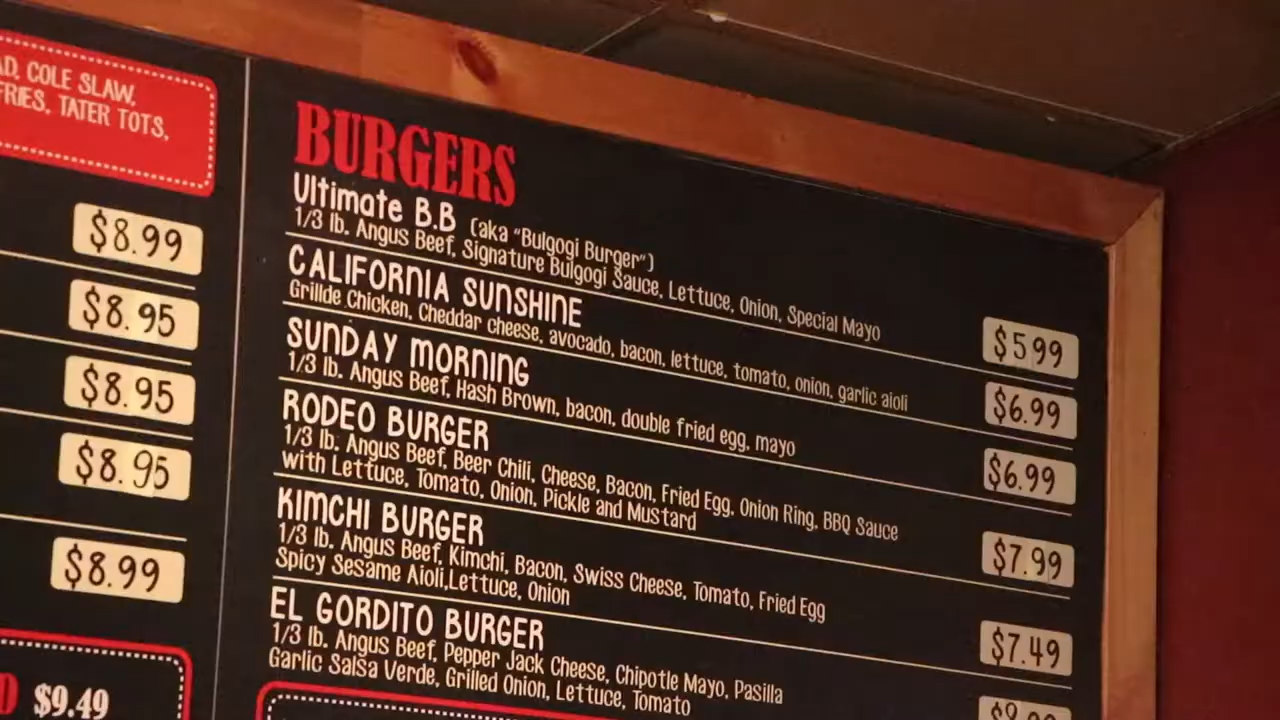 AD, COLE SLAW,
FRIES, TATER TOTS,
$8.99
$8.95
$8.95
$8.95
$8.99
$9.49
BURGERS
Ultimate B.B (aka "Bulgogi Burger")
1/3 lb. Angus Beef, Signature Bulgogi Sauce, Lettuce, Onion, Special Mayo
$5.99
CALIFORNIA SUNSHINE
Grillde Chicken, Cheddar cheese, avocado, bacon, lettuce, tomato, onion, garlic aioli
$6.99
SUNDAY MORNING
1/3 lb. Angus Beef, Hash Brown, bacon, double fried egg, mayo
$6.99
RODEO BURGER
1/3 lb. Angus Beef, Beer Chili, Cheese, Bacon, Fried Egg, Onion Ring, BBQ Sauce
with Lettuce, Tomato, Onion, Pickle and Mustard
$7.99
KIMCHI BURGER
1/3 lb. Angus Beef, Kimchi, Bacon, Swiss Cheese, Tomato, Fried Egg
Spicy Sesame Aioli,Lettuce, Onion
$7.49
EL GORDITO BURGER
1/3 lb. Angus Beef, Pepper Jack Cheese, Chipotle Mayo, Pasilla
Garlic Salsa Verde, Grilled Onion, Lettuce, Tomato